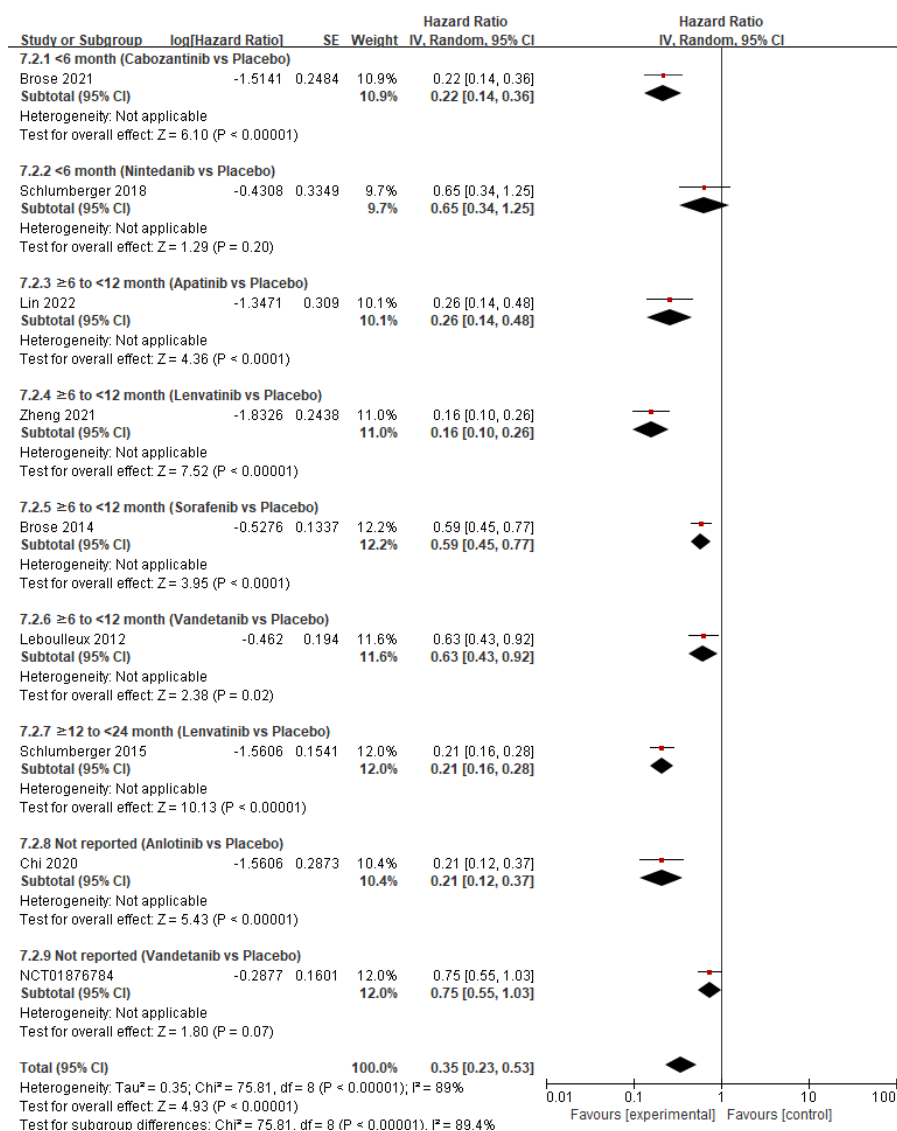 Hazard Ratio Hazard Ratio
Study or Subgroup log[Hazard Ratio] SE Weight IV, Random, 95% CI IV, Random, 95% CI
7.2.1 <6 month (Cabozantinib vs Placebo)
Brose 2021 -1.5141 0.2484 10.9% 0.22 [0.14, 0.36]
Subtotal (95% CI) 10.9% 0.22 [0.14, 0.36]
Heterogeneity: Not applicable
Test for overall effect: Z = 6.10 (P < 0.00001)
7.2.2 <6 month (Nintedanib vs Placebo)
Schlumberger 2018 -0.4308 0.3349 9.7% 0.65 [0.34, 1.25]
Subtotal (95% CI) 9.7% 0.65 [0.34, 1.25]
Heterogeneity: Not applicable
Test for overall effect: Z = 1.29 (P = 0.20)
7.2.3 ≥6 to <12 month (Apatinib vs Placebo)
Lin 2022 -1.3471 0.309 10.1% 0.26 [0.14, 0.48]
Subtotal (95% CI) 10.1% 0.26 [0.14, 0.48]
Heterogeneity: Not applicable
Test for overall effect: Z = 4.36 (P < 0.0001)
7.2.4 ≥6 to <12 month (Lenvatinib vs Placebo)
Zheng 2021 -1.8326 0.2438 11.0% 0.16 [0.10, 0.26]
Subtotal (95% CI) 11.0% 0.16 [0.10, 0.26]
Heterogeneity: Not applicable
Test for overall effect: Z = 7.52 (P < 0.00001)
7.2.5 ≥6 to <12 month (Sorafenib vs Placebo)
Brose 2014 -0.5276 0.1337 12.2% 0.59 [0.45, 0.77]
Subtotal (95% CI) 12.2% 0.59 [0.45, 0.77]
Heterogeneity: Not applicable
Test for overall effect: Z = 3.95 (P < 0.0001)
7.2.6 ≥6 to <12 month (Vandetanib vs Placebo)
Leboulleux 2012 -0.462 0.194 11.6% 0.63 [0.43, 0.92]
Subtotal (95% CI) 11.6% 0.63 [0.43, 0.92]
Heterogeneity: Not applicable
Test for overall effect: Z = 2.38 (P = 0.02)
7.2.7 ≥12 to <24 month (Lenvatinib vs Placebo)
Schlumberger 2015 -1.5606 0.1541 12.0% 0.21 [0.16, 0.28]
Subtotal (95% CI) 12.0% 0.21 [0.16, 0.28]
Heterogeneity: Not applicable
Test for overall effect: Z = 10.13 (P < 0.00001)
7.2.8 Not reported (Anlotinib vs Placebo)
Chi 2020 -1.5606 0.2873 10.4% 0.21 [0.12, 0.37]
Subtotal (95% CI) 10.4% 0.21 [0.12, 0.37]
Heterogeneity: Not applicable
Test for overall effect: Z = 5.43 (P < 0.00001)
7.2.9 Not reported (Vandetanib vs Placebo)
NCT01876784 -0.2877 0.1601 12.0% 0.75 [0.55, 1.03]
Subtotal (95% CI) 12.0% 0.75 [0.55, 1.03]
Heterogeneity: Not applicable
Test for overall effect: Z = 1.80 (P = 0.07)
Total (95% CI) 100.0% 0.35 [0.23, 0.53]
Heterogeneity: Tau² = 0.35; Chi² = 75.81, df = 8 (P < 0.00001); I² = 89%
Test for overall effect: Z = 4.93 (P < 0.00001)
Test for subgroup differences: Chi² = 75.81, df = 8 (P < 0.00001), I² = 89.4%
0.01 0.1 1 10 100
Favours [experimental] Favours [control]